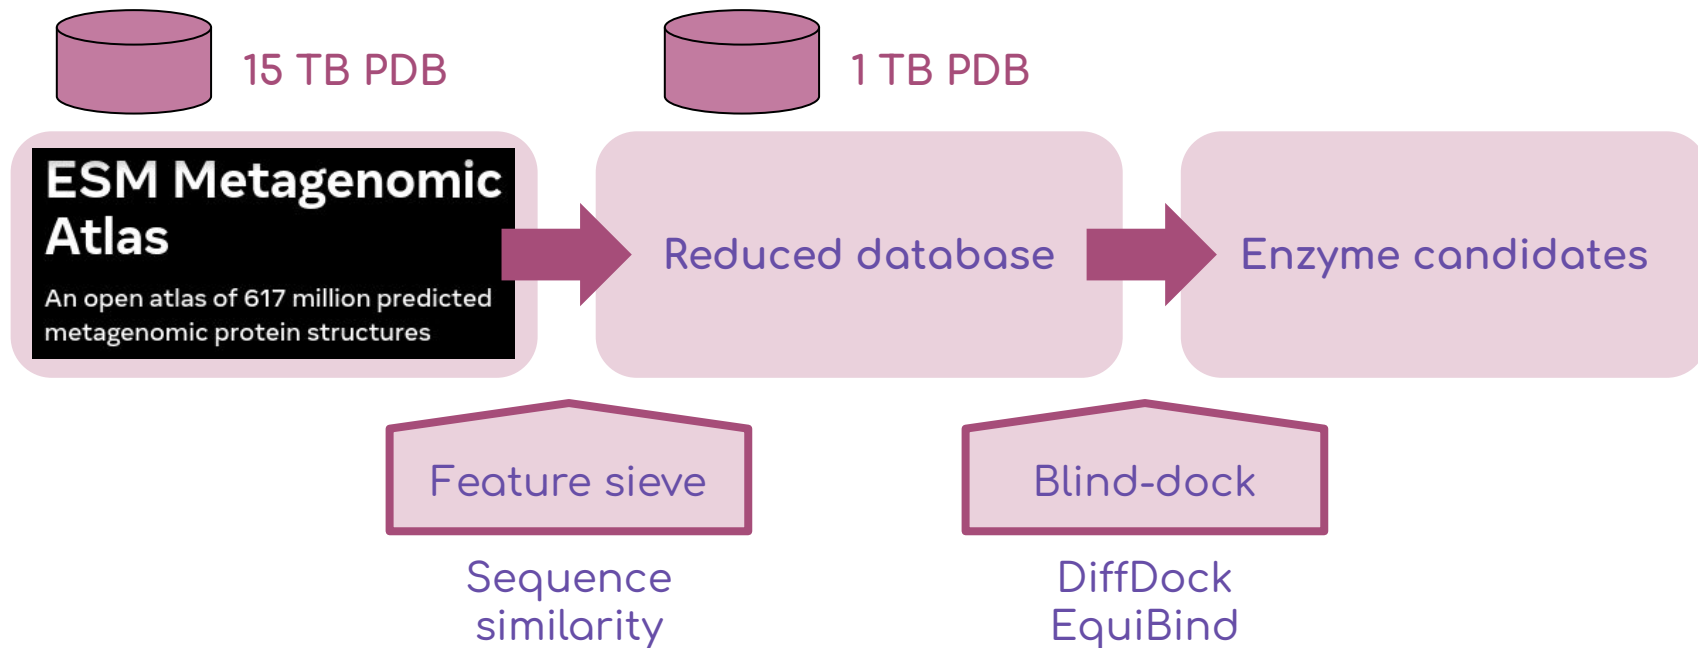 15 TB PDB
1 TB PDB
ESM Metagenomic
Atlas
An open atlas of 617 million predicted
metagenomic protein structures
Reduced database
Enzyme candidates
Feature sieve
Blind-dock
Sequence
similarity
DiffDock
EquiBind